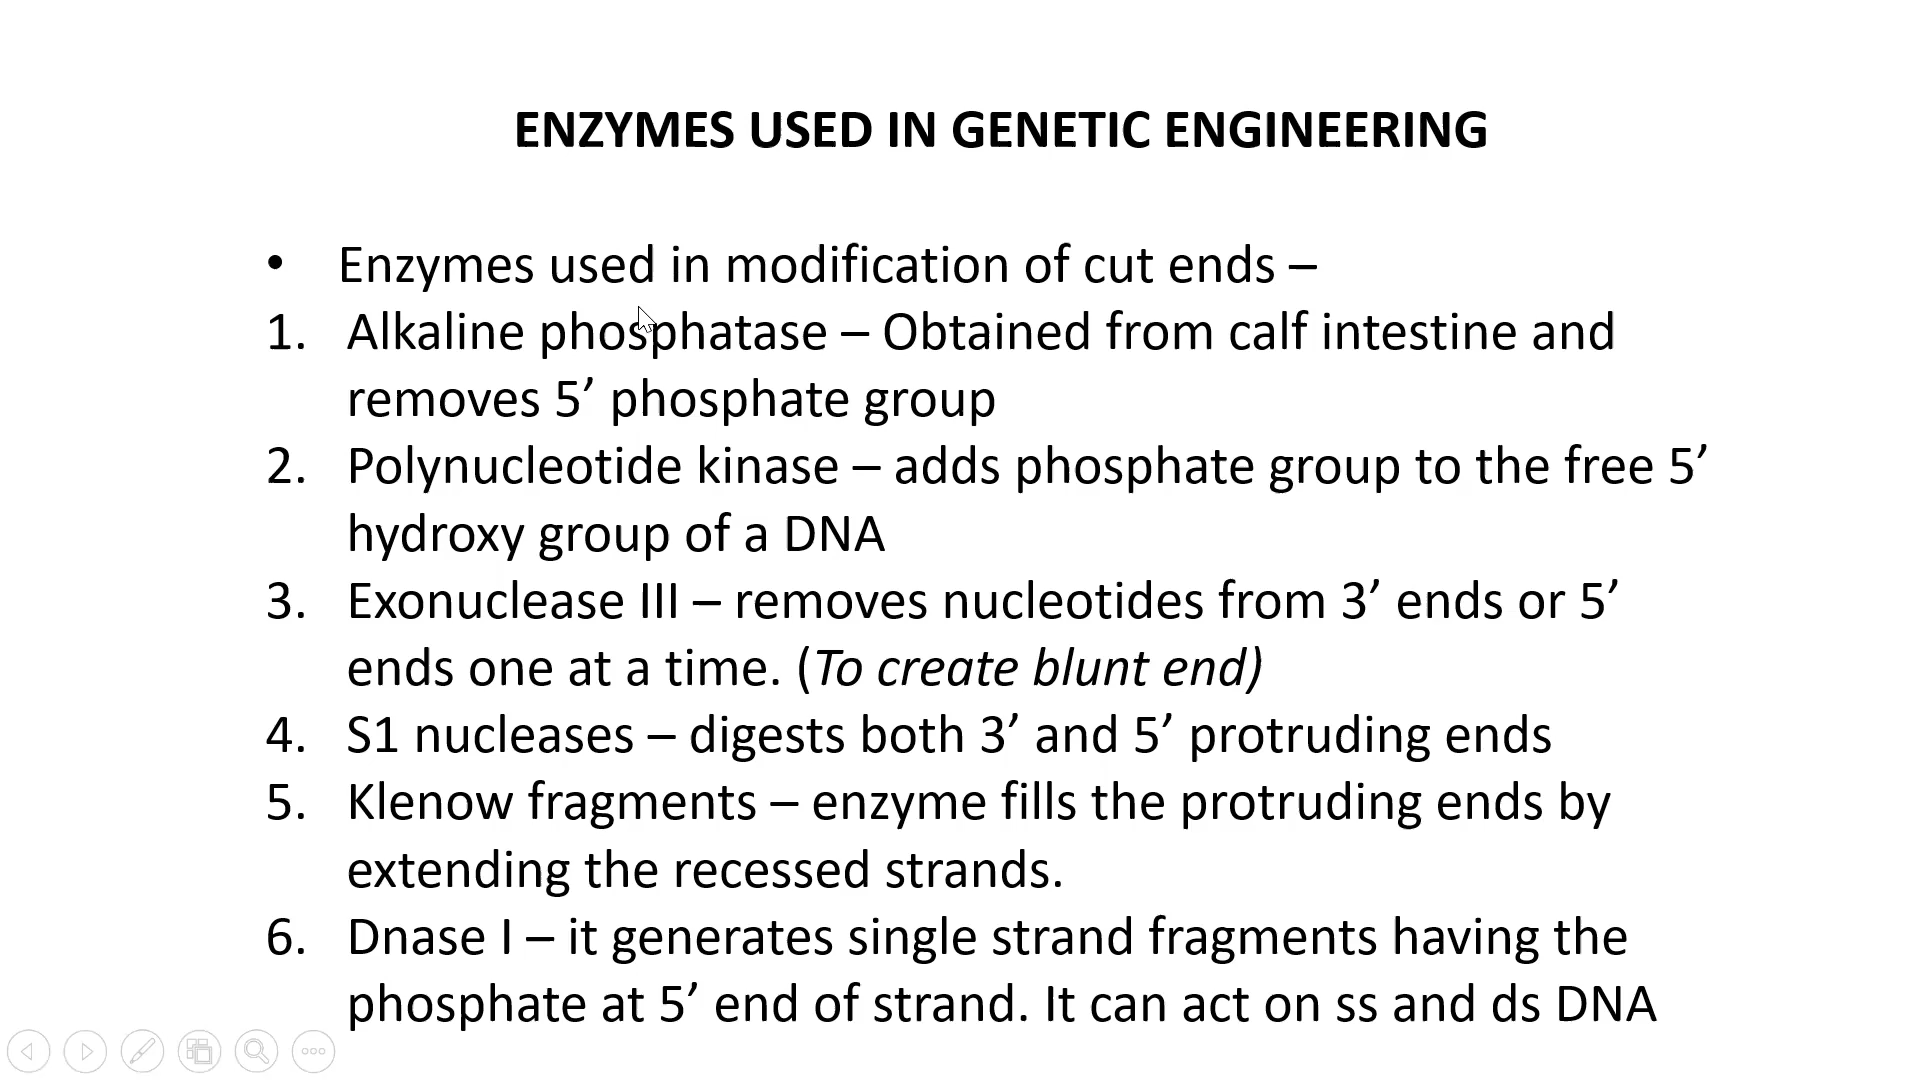 ENZYMES USED IN GENETIC ENGINEERING
• Enzymes used in modification of cut ends –
1. Alkaline phosphatase – Obtained from calf intestine and
removes 5’ phosphate group
2. Polynucleotide kinase – adds phosphate group to the free 5’
hydroxy group of a DNA
3. Exonuclease III – removes nucleotides from 3’ ends or 5’
ends one at a time. (To create blunt end)
4. S1 nucleases – digests both 3’ and 5’ protruding ends
5. Klenow fragments – enzyme fills the protruding ends by
extending the recessed strands.
6. Dnase I – it generates single strand fragments having the
phosphate at 5’ end of strand. It can act on ss and ds DNA